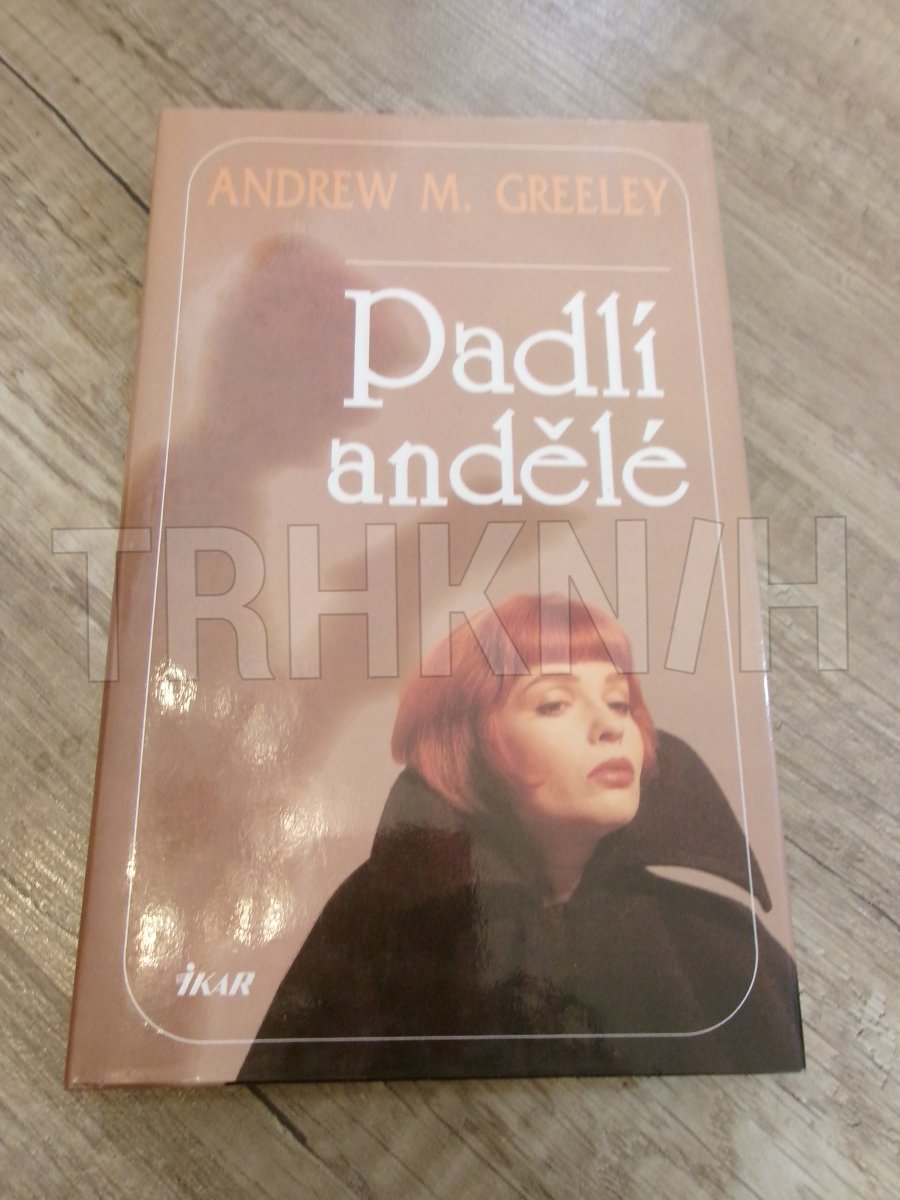 ANDREW M. GREELEY
Padlí
andělé
TRHKNIH
IKAR